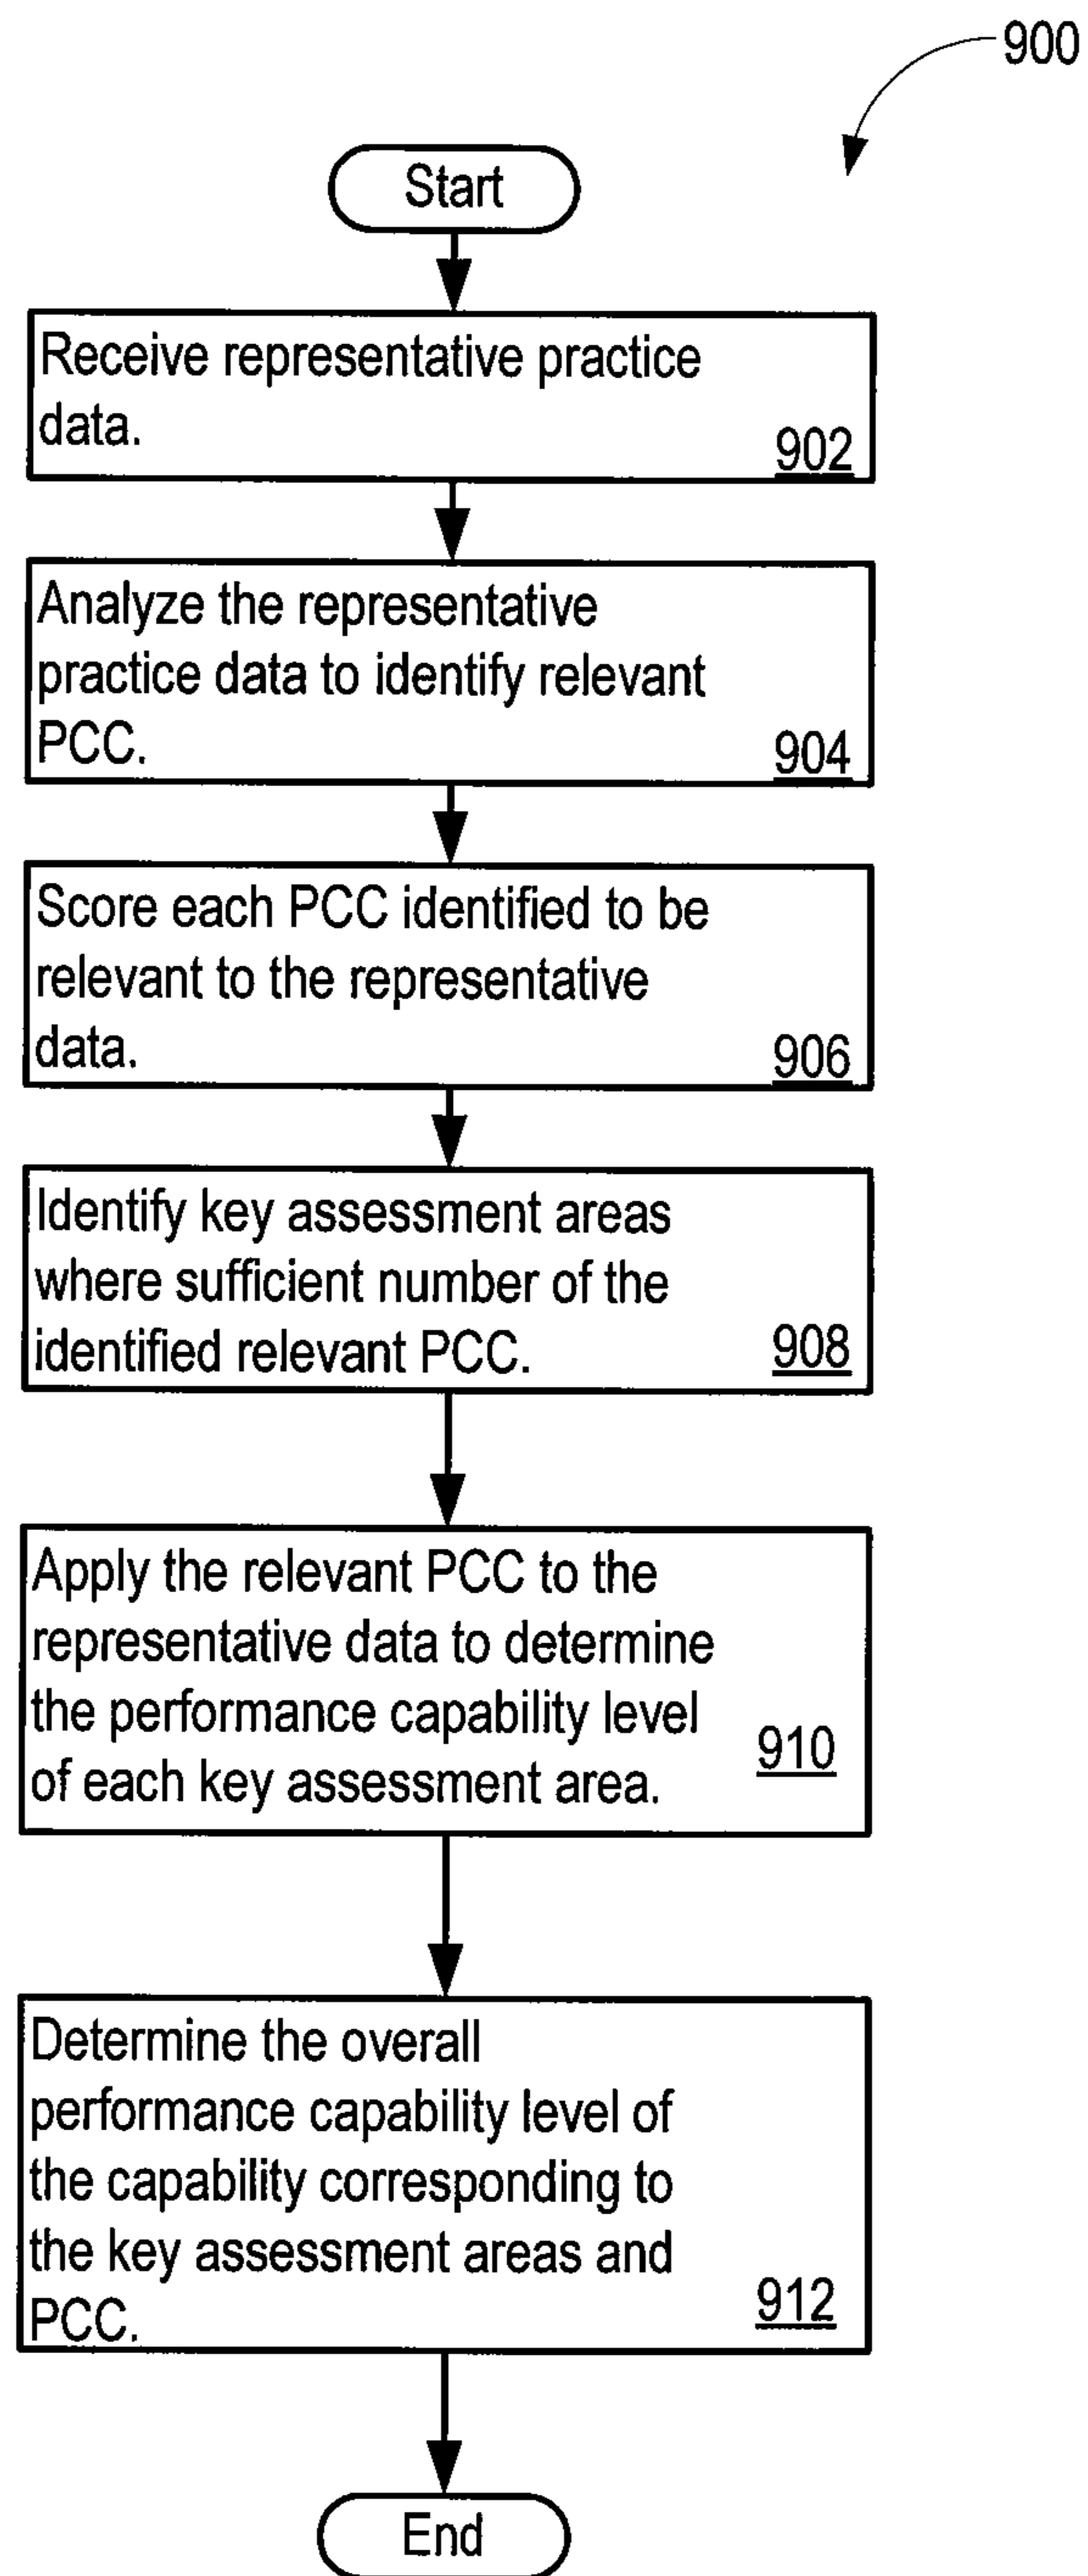 900
Start
Receive representative practice
data.
902
Analyze the representative
practice data to identify relevant
PCC.
904
Score each PCC identified to be
relevant to the representative
data.
906
Identify key assessment areas
where sufficient number of the
identified relevant PCC.
908
Apply the relevant PCC to the
representative data to determine
the performance capability level
of each key assessment area.
910
Determine the overall
performance capability level of
the capability corresponding to
the key assessment areas and
PCC.
912
End